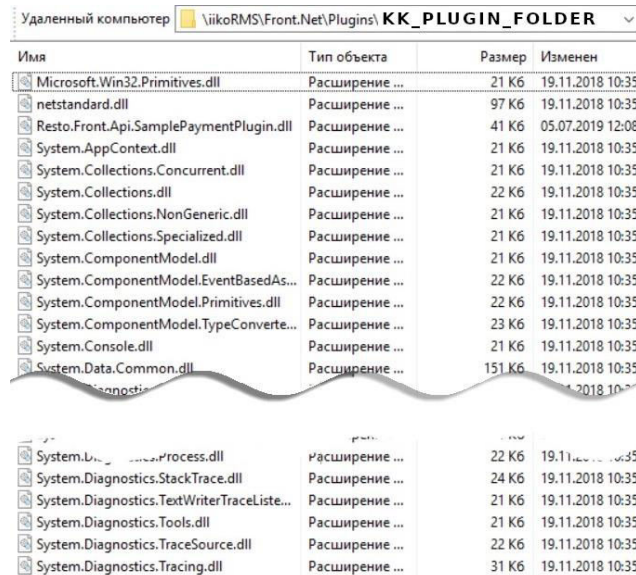 Удаленный компьютер \iikoRMS\Front.Net\Plugins\ KK_PLUGIN_FOLDER
Имя Тип объекта Размер Изменен
Microsoft.Win32.Primitives.dll Расширение ... 21 Кб 19.11.2018 10:35
netstandard.dll Расширение ... 97 Кб 19.11.2018 10:35
Resto.Front.Api.SamplePaymentPlugin.dll Расширение ... 41 Кб 05.07.2019 12:08
System.AppContext.dll Расширение ... 21 Кб 19.11.2018 10:35
System.Collections.Concurrent.dll Расширение ... 21 Кб 19.11.2018 10:35
System.Collections.dll Расширение ... 22 Кб 19.11.2018 10:35
System.Collections.NonGeneric.dll Расширение ... 21 Кб 19.11.2018 10:35
System.Collections.Specialized.dll Расширение ... 21 Кб 19.11.2018 10:35
System.ComponentModel.dll Расширение ... 21 Кб 19.11.2018 10:35
System.ComponentModel.EventBasedAs... Расширение ... 22 Кб 19.11.2018 10:35
System.ComponentModel.Primitives.dll Расширение ... 22 Кб 19.11.2018 10:35
System.ComponentModel.TypeConverte... Расширение ... 23 Кб 19.11.2018 10:35
System.Console.dll Расширение ... 21 Кб 19.11.2018 10:35
System.Data.Common.dll Расширение ... 151 Кб 19.11.2018 10:35
Расширение ... 22 Кб
System.Diagnostics.StackTrace.dll Расширение ... 24 Кб 19.11.2018 10:35
System.Diagnostics.TextWriterTraceListe... Расширение ... 21 Кб 19.11.2018 10:35
System.Diagnostics.Tools.dll Расширение ... 21 Кб 19.11.2018 10:35
System.Diagnostics.TraceSource.dll Расширение ... 22 Кб 19.11.2018 10:35
System.Diagnostics.Tracing.dll Расширение ... 31 Кб 19.11.2018 10:35